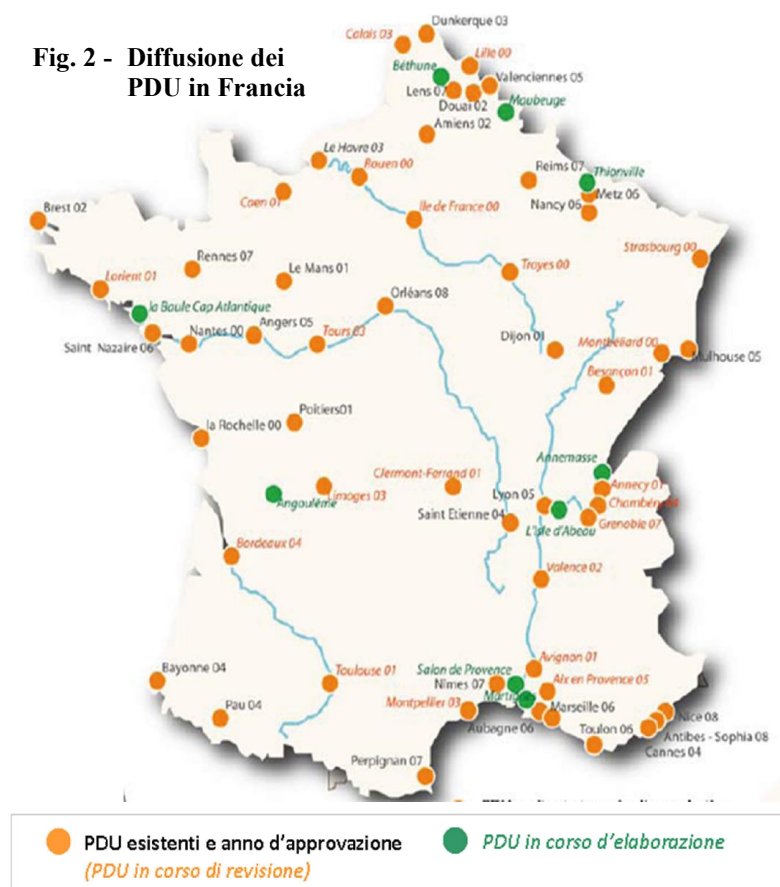 Fig. 2 - Diffusione dei
PDU in Francia
Dunkerque 03
Calais 03
Lille 00
Béthune
Valenciennes 05
Lens 07
Douai 02
Maubeuge
Amiens 02
Le Havre 03
Rouen 00
Reims 07
Thionville
Metz 06
Caen 01
Nancy 06
Ile de France 00
Brest 02
Strasbourg 00
Rennes 07
Le Mans 01
Troyes 00
Lorient 01
la Baule Cap Atlantique
Orléans 08
Angers 05
Saint Nazaire 06
Nantes 00
Tours 03
Dijon 01
Montbéliard 00
Mulhouse 05
Besançon 01
Poitiers01
la Rochelle 00
Annemasse
Clermont-Ferrand 01
Annecy 01
Limoges 03
Angoulème
Lyon 05
Chambéry
Saint Etienne 04
Grenoble 07
L'Isle d'Abeau
Bordeaux 04
Valence 02
Avignon 01
Bayonne 04
Toulouse 01
Salon de Provence
Aix en Provence 05
Nîmes 07
Pau 04
Montpellier 03
Marseille 06
Nice 08
Aubagne 06
Toulon 06
Antibes - Sophia 08
Cannes 04
Perpignan 07
PDU esistenti e anno d'approvazione
(PDU in corso di revisione)
PDU in corso d'elaborazione